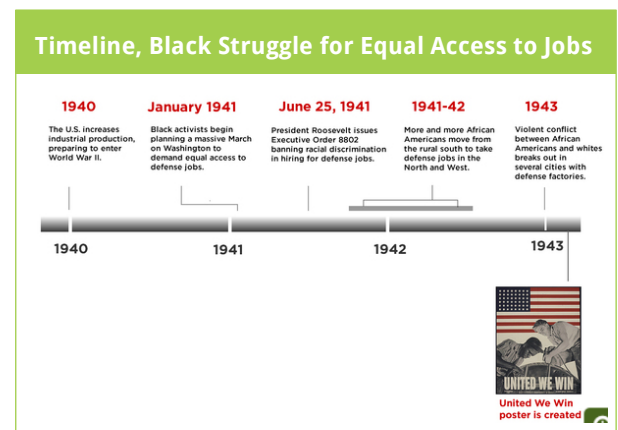 Timeline, Black Struggle for Equal Access to Jobs
1940
The U.S. increases
industrial production,
preparing to enter
World War II.
January 1941
Black activists begin
planning a massive March
on Washington to
demand equal access to
defense jobs.
June 25, 1941
President Roosevelt issues
Executive Order 8802
banning racial discrimination
in hiring for defense jobs.
1941-42
More and more African
Americans move from
the rural south to take
defense jobs in the
North and West.
1943
Violent conflict
between African
Americans and whites
breaks out in
several cities with
defense factories.
1940
1941
1942
1943
UNITED WE WIN
United We Win
poster is created